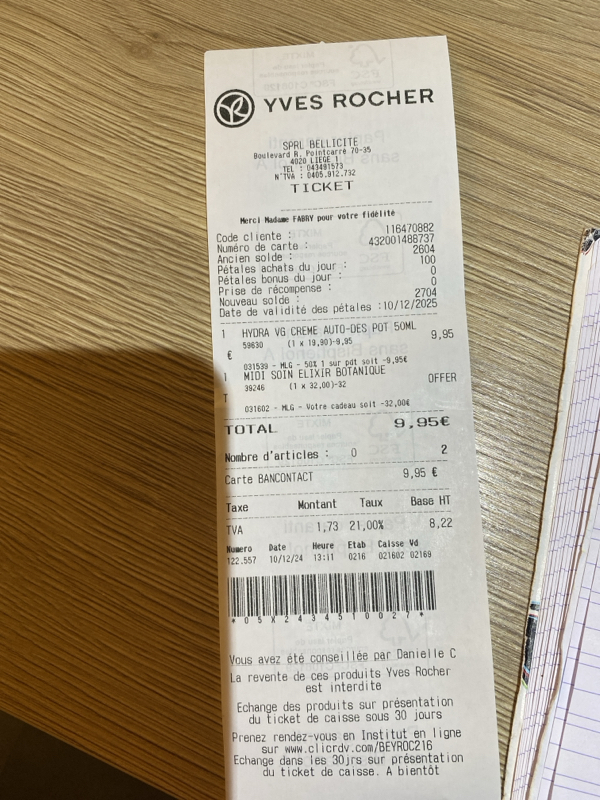 YVES ROCHER
SPRL BELLICITE
Boulevard R. Pointcarré 70-35
4020 LIEGE 1
TEL : 043491573
N°TVA : 0405.912.732
TICKET
Merci Madame FABRY pour votre fidélité
Code cliente : 116470882
Numéro de carte : 432001488737
Ancien solde : 2604
Pétales achats du jour : 100
Pétales bonus du jour : 0
Prise de récompense : 0
Nouveau solde : 2704
Date de validité des pétales :10/12/2025
1 HYDRA VG CREME AUTO-DES POT 50ML
59630 (1 x 19,90)-9,95 9,95
€
031539 - MLG - 50% 1 sur pdt soit -9,95€
1 MIDI SOIN ELIXIR BOTANIQUE
39246 (1 x 32,00)-32 OFFER
T
031602 - MLG - Votre cadeau soit -32,00€
TOTAL 9,95€
Nombre d'articles : 0 2
Carte BANCONTACT 9,95 €
Taxe Montant Taux Base HT
TVA 1,73 21,00% 8,22
Numero Date Heure Etab Caisse Vd
122.557 10/12/24 13:11 0216 021602 02169
*05X2434510027*
Vous avez été conseillée par Danielle C
La revente de ces produits Yves Rocher
est interdite
Echange des produits sur présentation
du ticket de caisse sous 30 jours
Prenez rendez-vous en Institut en ligne
sur www.clicrdv.com/BEYROC216
Echange dans les 30jrs sur présentation
du ticket de caisse. A bientôt